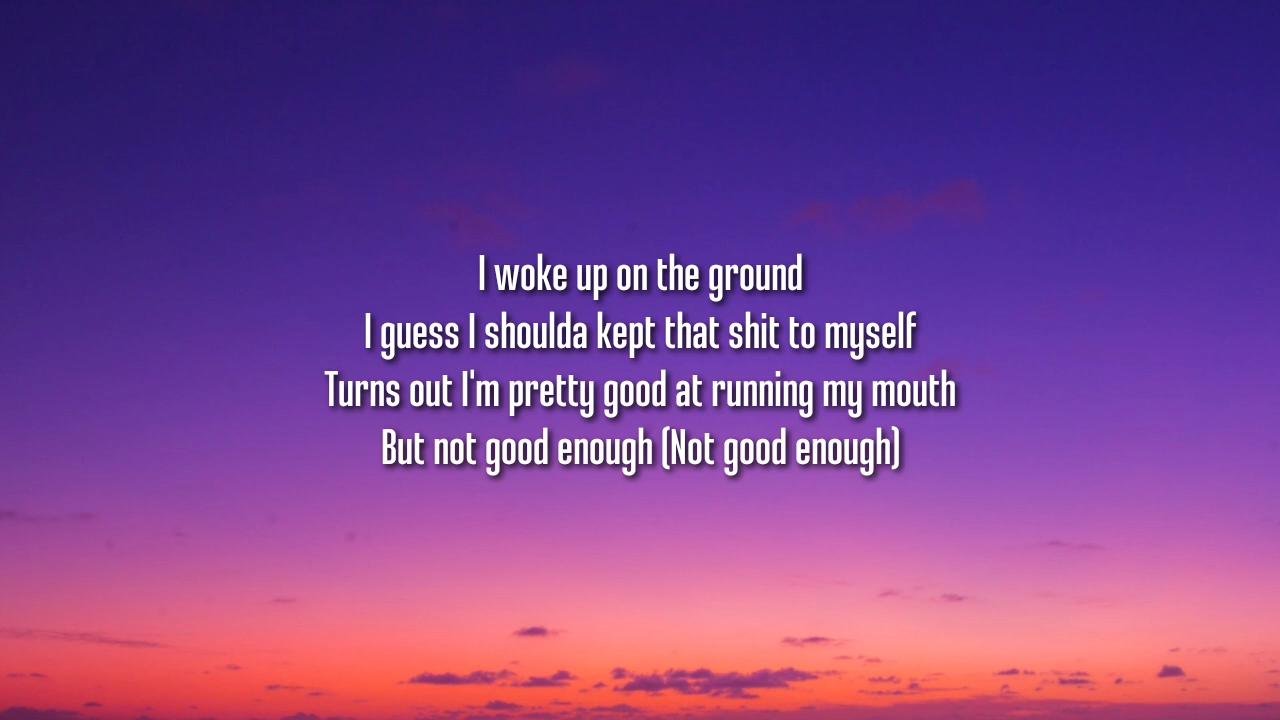 I woke up on the ground
I guess I shoulda kept that shit to myself
Turns out I'm pretty good at running my mouth
But not good enough (Not good enough)